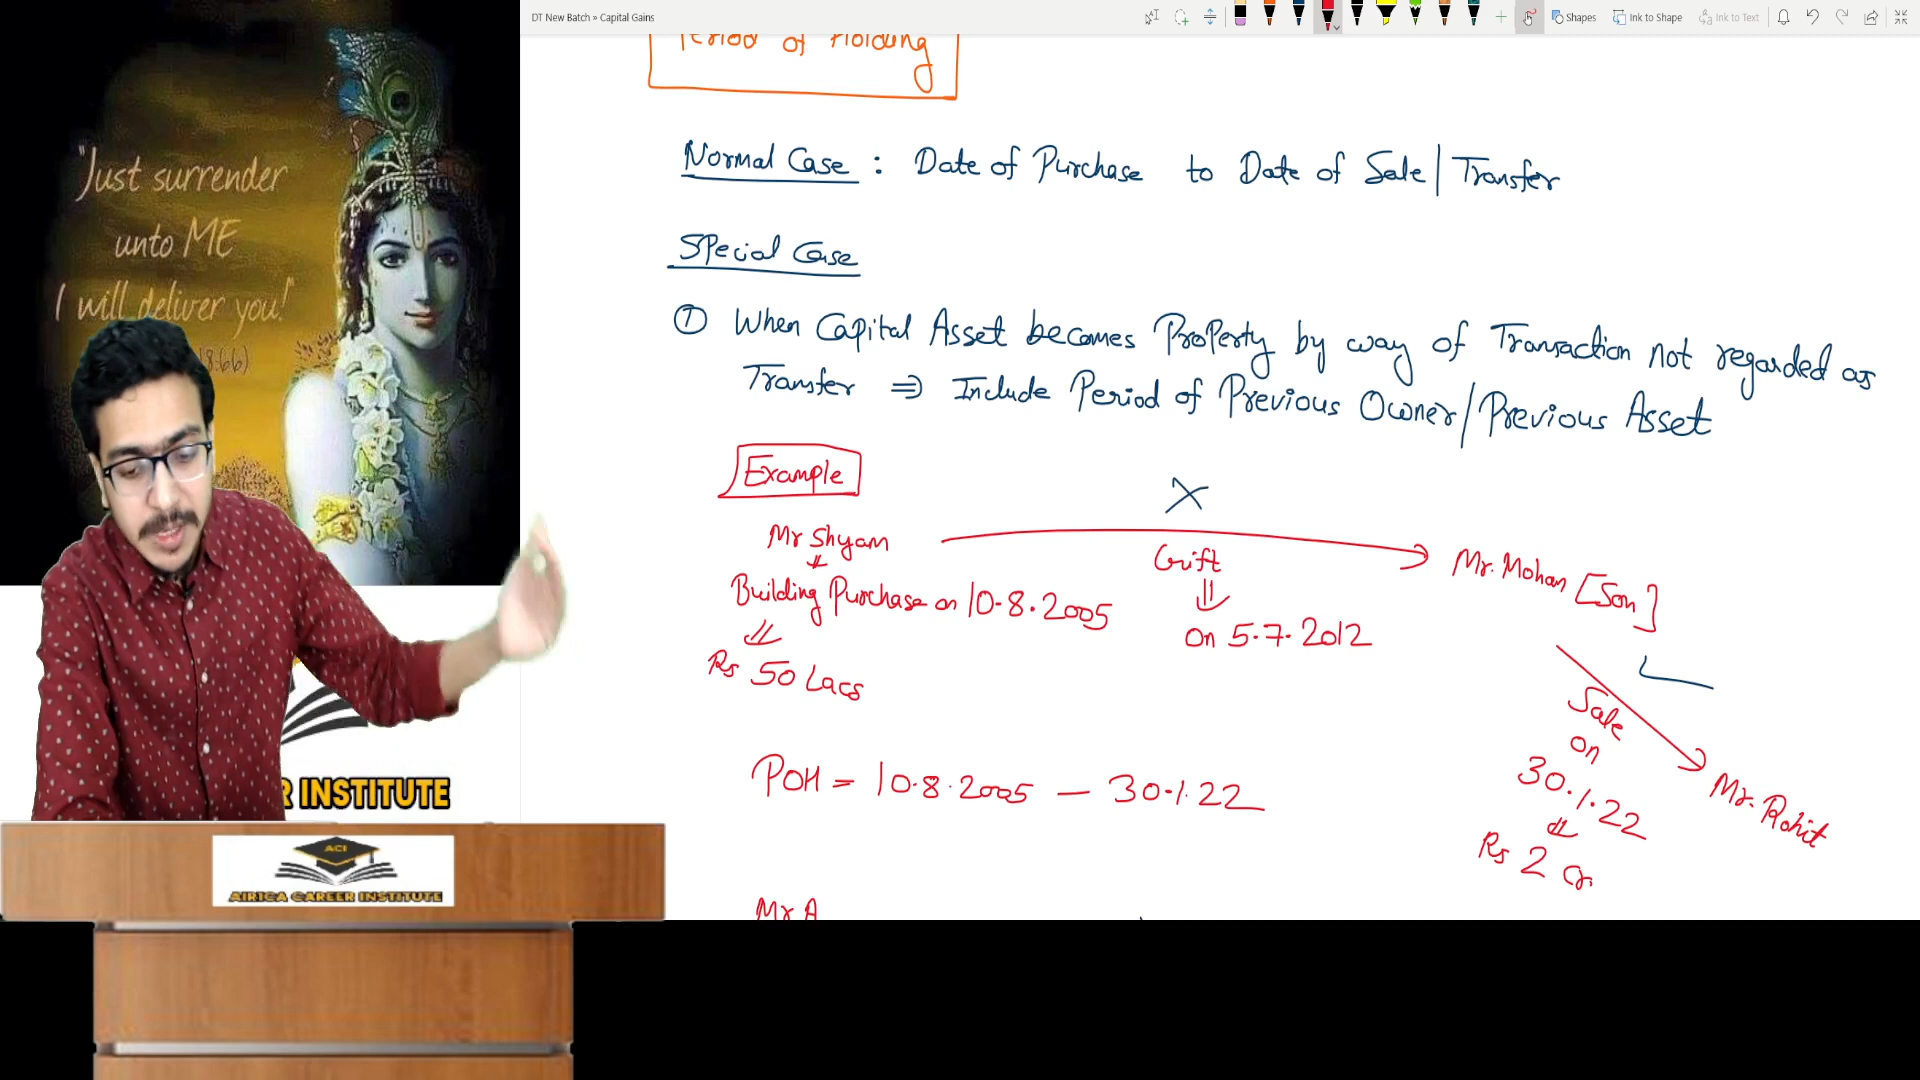 DT New Batch » Capital Gains
Shapes
Ink to Shape
Ink to Text
Period of Holding
"Just surrender
unto ME
I will deliver you!"
18:66)
Normal Case : Date of Purchase to Date of Sale | Transfer
Special Case
① When Capital Asset becomes Property by way of Transaction not regarded as
Transfer ⇒ Include Period of Previous Owner/Previous Asset
Example
X
Mr Shyam
Gift
Mr. Mohan [Son]
Building Purchase on 10.8.2005
On 5.7.2012
Rs 50 Lacs
Sale
on
30.1.22
Mr. Rohit
Rs 2 Cr
POH = 10.8.2005 — 30.1.22
Mr A
R INSTITUTE
ACI
AIRICA CAREER INSTITUTE